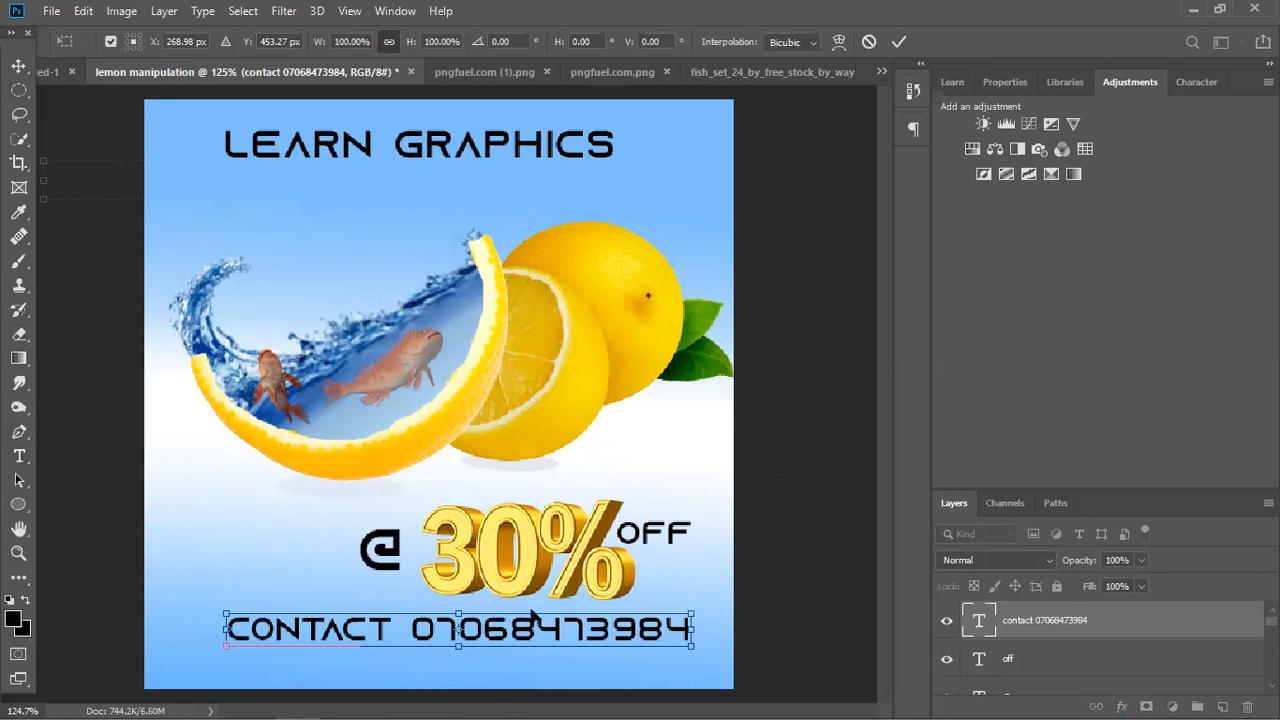 File Edit Image Layer Type Select Filter 3D View Window Help
X: 268.98 px Y: 453.27 px W: 100.00% H: 100.00% 0.00 ° H: 0.00 ° V: 0.00 ° Interpolation: Bicubic
ed-1 × lemon manipulation @ 125% (contact 07068473984, RGB/8#) * × pngfuel.com (1).png × pngfuel.com.png × fish_set_24_by_free_stock_by_way
Learn Properties Libraries Adjustments Character
Add an adjustment
LEARN GRAPHICS
@ 30% OFF
CONTACT 07068473984
Layers Channels Paths
Kind
Normal Opacity: 100%
Lock: Fill: 100%
T contact 07068473984
T off
124.7% Doc: 744.2K/6.60M